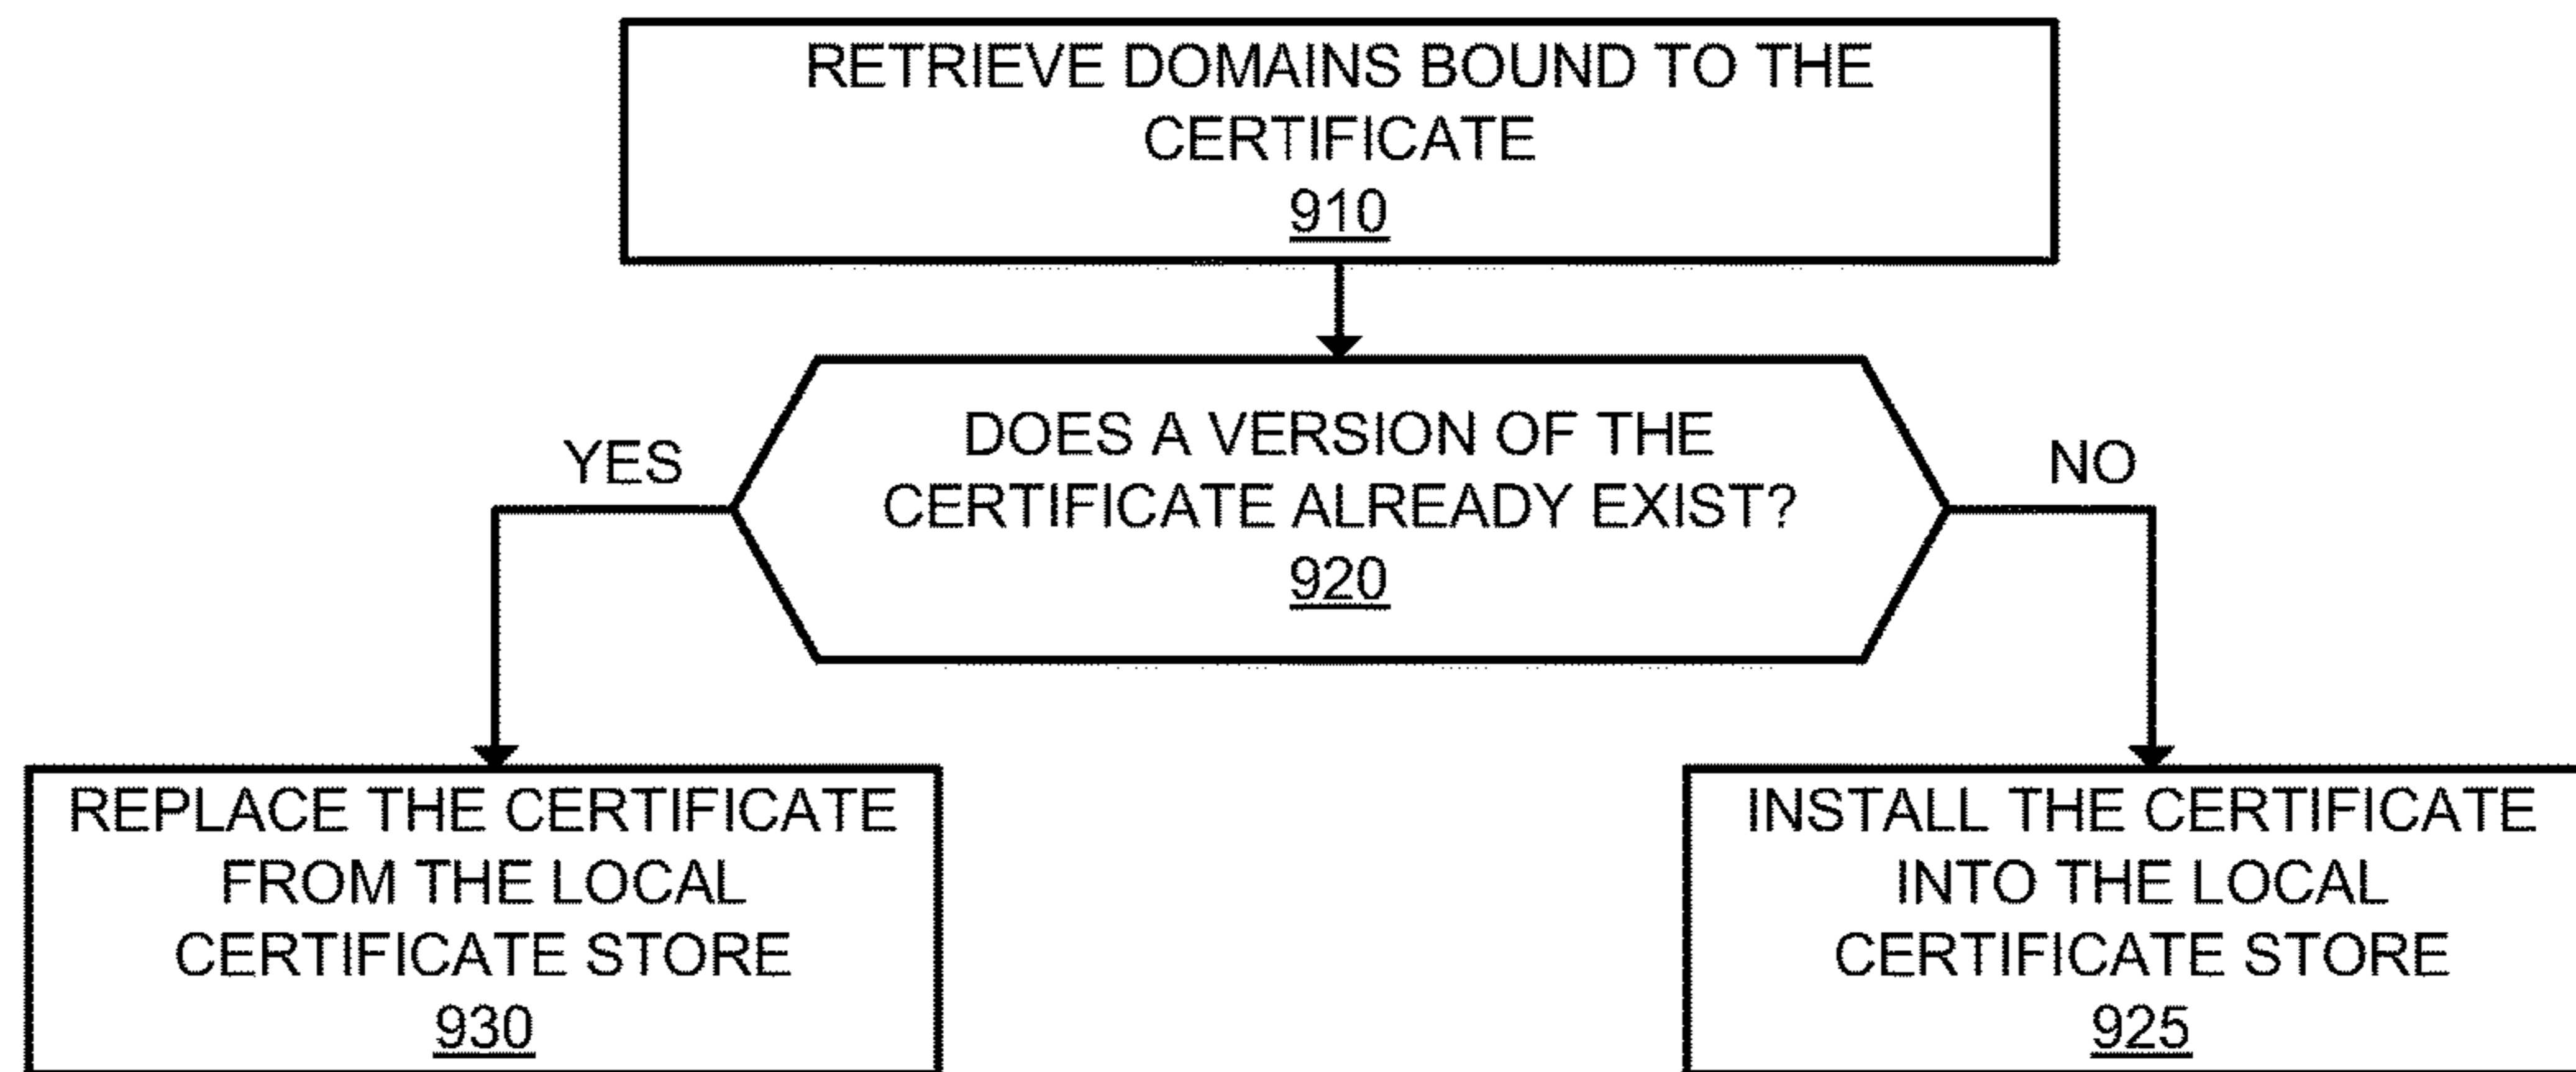 RETRIEVE DOMAINS BOUND TO THE
CERTIFICATE
910
DOES A VERSION OF THE
CERTIFICATE ALREADY EXIST?
920
YES
NO
REPLACE THE CERTIFICATE
FROM THE LOCAL
CERTIFICATE STORE
930
INSTALL THE CERTIFICATE
INTO THE LOCAL
CERTIFICATE STORE
925